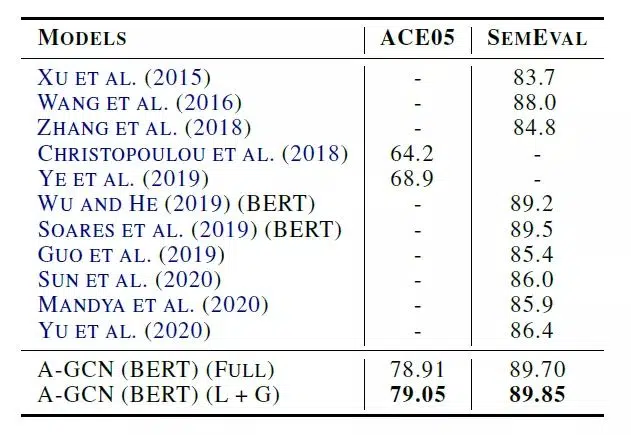 MODELS ACE05 SEMEVAL
XU ET AL. (2015) - 83.7
WANG ET AL. (2016) - 88.0
ZHANG ET AL. (2018) - 84.8
CHRISTOPOULOU ET AL. (2018) 64.2 -
YE ET AL. (2019) 68.9 -
WU AND HE (2019) (BERT) - 89.2
SOARES ET AL. (2019) (BERT) - 89.5
GUO ET AL. (2019) - 85.4
SUN ET AL. (2020) - 86.0
MANDYA ET AL. (2020) - 85.9
YU ET AL. (2020) - 86.4
A-GCN (BERT) (FULL) 78.91 89.70
A-GCN (BERT) (L + G) 79.05 89.85